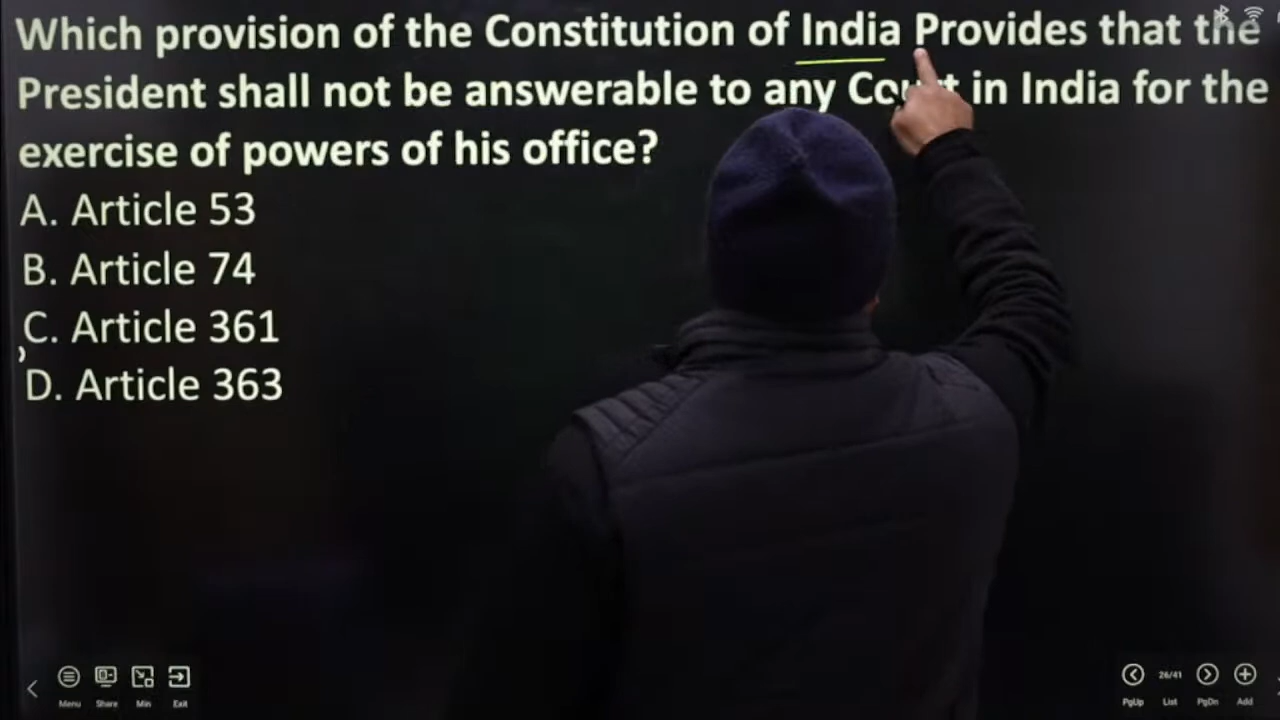 Which provision of the Constitution of India Provides that the
President shall not be answerable to any Court in India for the
exercise of powers of his office?
A. Article 53
B. Article 74
C. Article 361
D. Article 363
Menu Share Min Exit
26/41
PgUp List PgDn Add